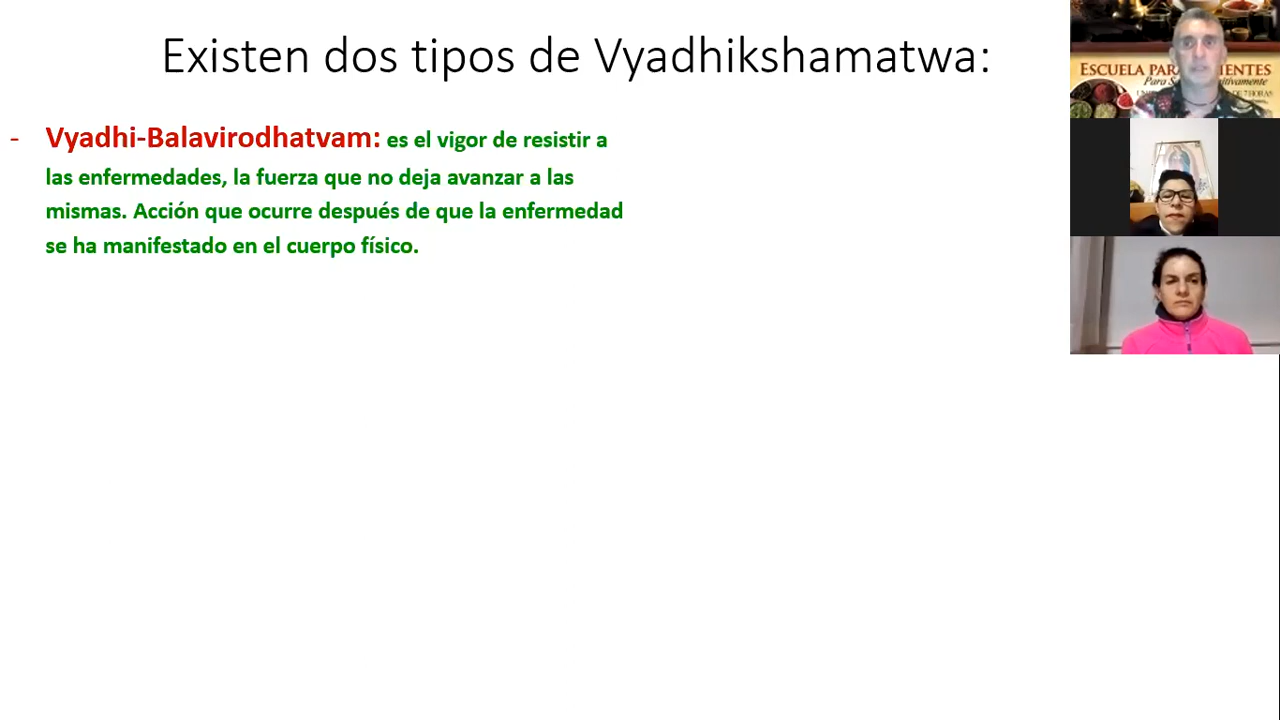 Existen dos tipos de Vyadhikshamatwa:
- Vyadhi-Balavirodhatvam: es el vigor de resistir a
las enfermedades, la fuerza que no deja avanzar a las
mismas. Acción que ocurre después de que la enfermedad
se ha manifestado en el cuerpo físico.
ESCUELA PARA
Para